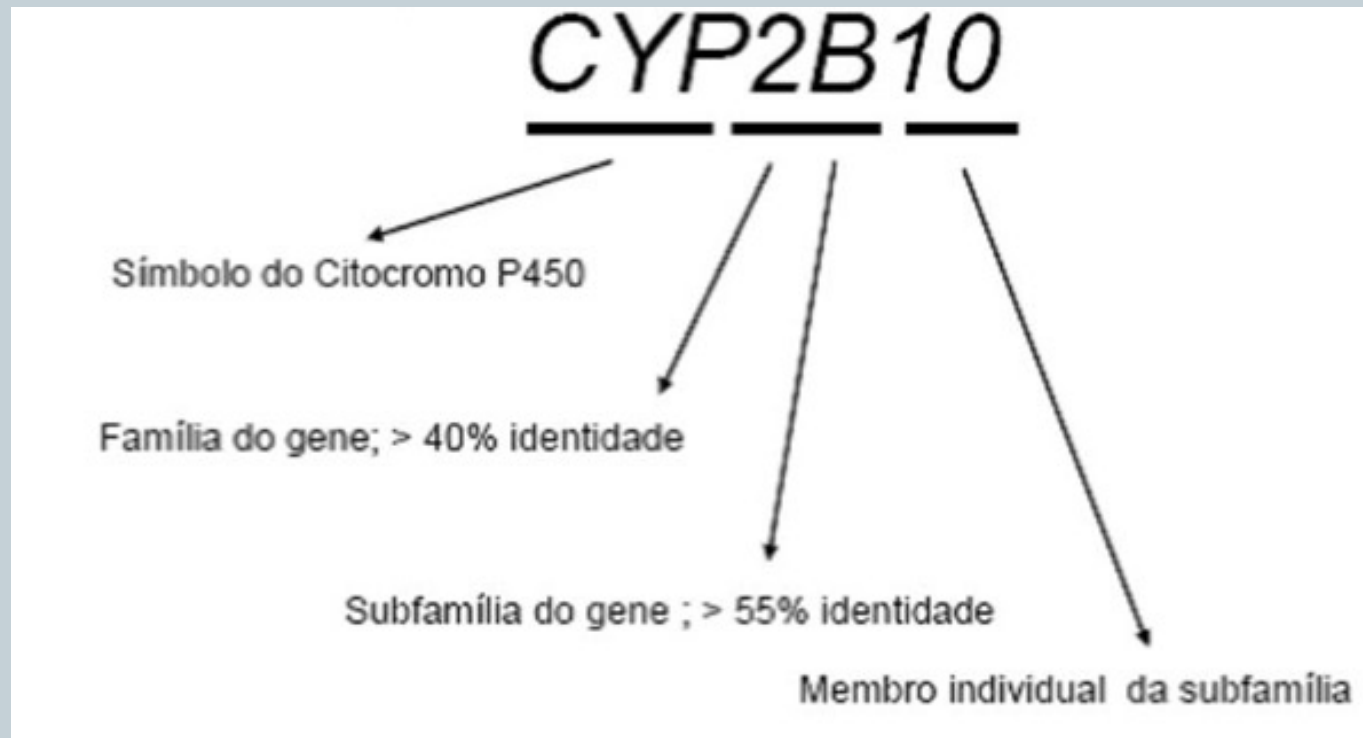 CYP2B10
Símbolo do Citocromo P450
Família do gene; > 40% identidade
Subfamília do gene ; > 55% identidade
Membro individual da subfamília